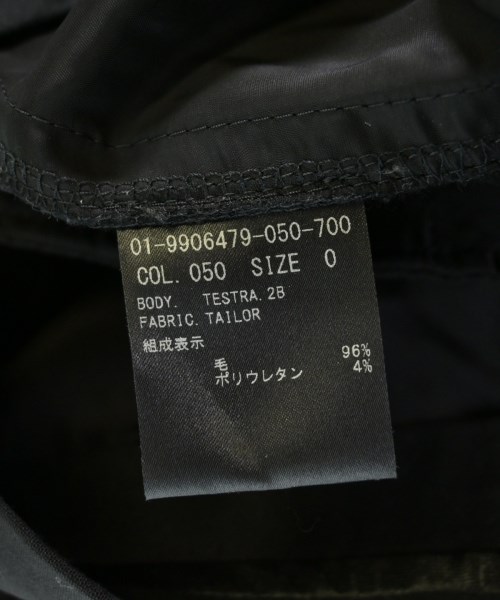 01-9906479-050-700
COL. 050 SIZE 0
BODY. TESTRA.2B
FABRIC. TAILOR
組成表示
毛 96%
ポリウレタン 4%